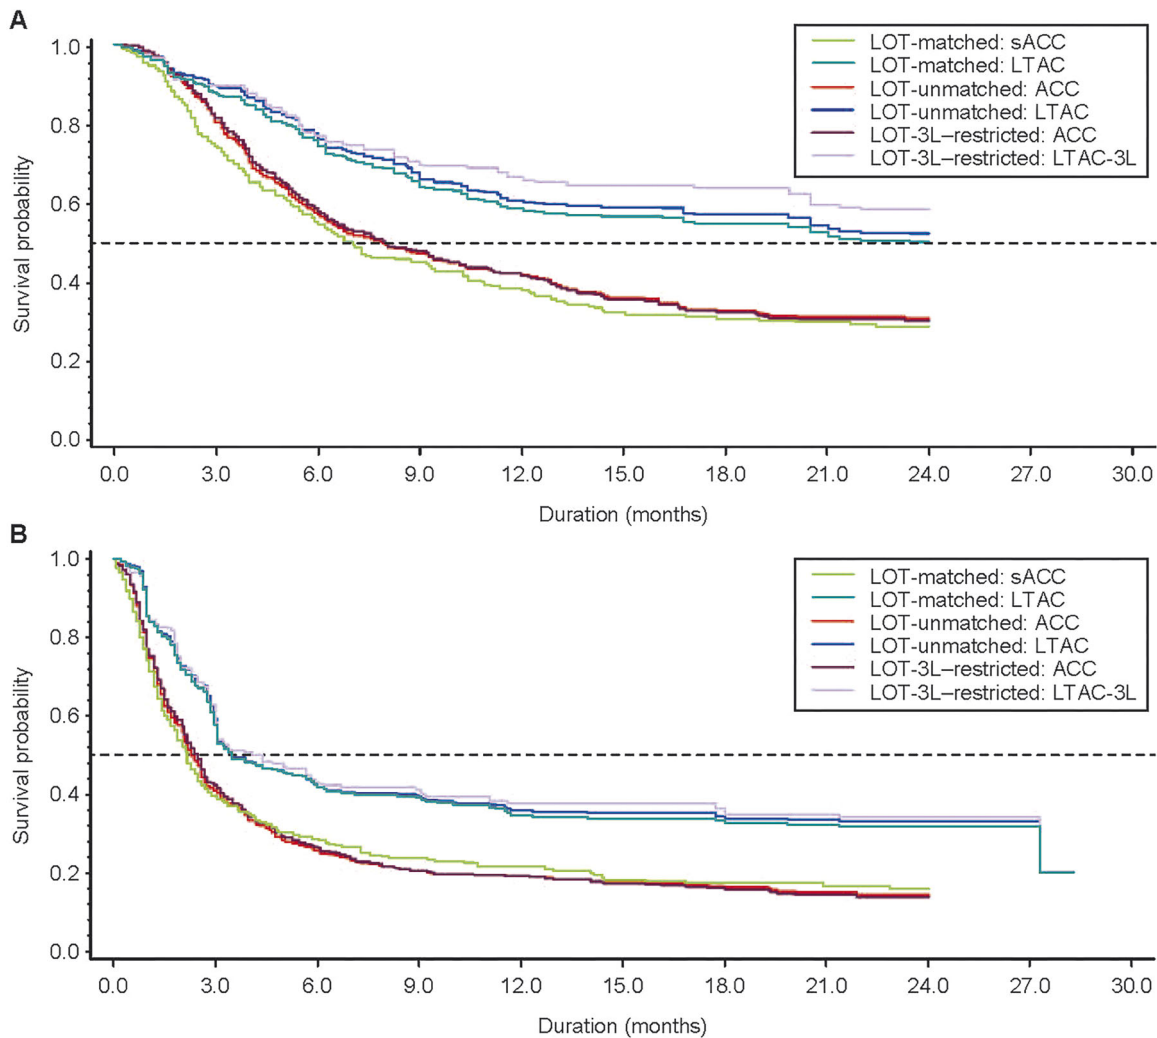 A
LOT-matched: sACC
LOT-matched: LTAC
LOT-unmatched: ACC
LOT-unmatched: LTAC
LOT-3L–restricted: ACC
LOT-3L–restricted: LTAC-3L
Survival probability
1.0
0.8
0.6
0.4
0.2
0.0
0.0 3.0 6.0 9.0 12.0 15.0 18.0 21.0 24.0 27.0 30.0
Duration (months)
B
LOT-matched: sACC
LOT-matched: LTAC
LOT-unmatched: ACC
LOT-unmatched: LTAC
LOT-3L–restricted: ACC
LOT-3L–restricted: LTAC-3L
Survival probability
1.0
0.8
0.6
0.4
0.2
0.0
0.0 3.0 6.0 9.0 12.0 15.0 18.0 21.0 24.0 27.0 30.0
Duration (months)